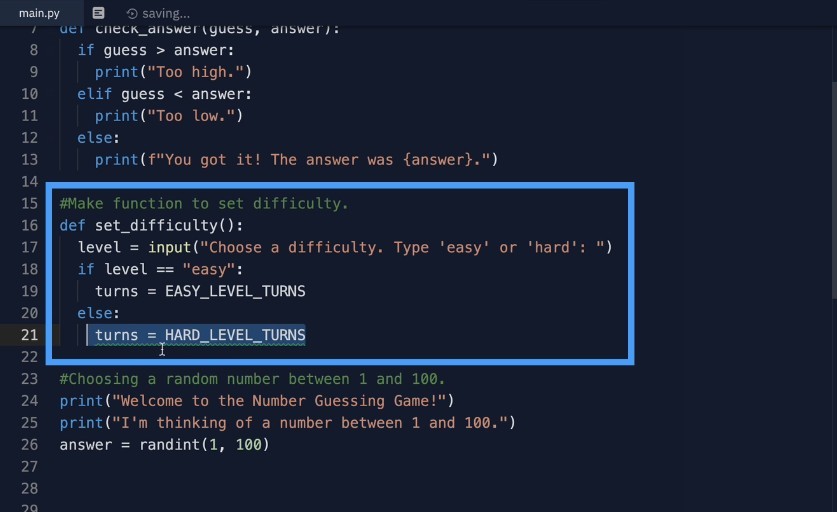 main.py saving...
7 def check_answer(guess, answer):
8 if guess > answer:
9 print("Too high.")
10 elif guess < answer:
11 print("Too low.")
12 else:
13 print(f"You got it! The answer was {answer}.")
14
15 #Make function to set difficulty.
16 def set_difficulty():
17 level = input("Choose a difficulty. Type 'easy' or 'hard': ")
18 if level == "easy":
19 turns = EASY_LEVEL_TURNS
20 else:
21 turns = HARD_LEVEL_TURNS
22
23 #Choosing a random number between 1 and 100.
24 print("Welcome to the Number Guessing Game!")
25 print("I'm thinking of a number between 1 and 100.")
26 answer = randint(1, 100)
27
28
29